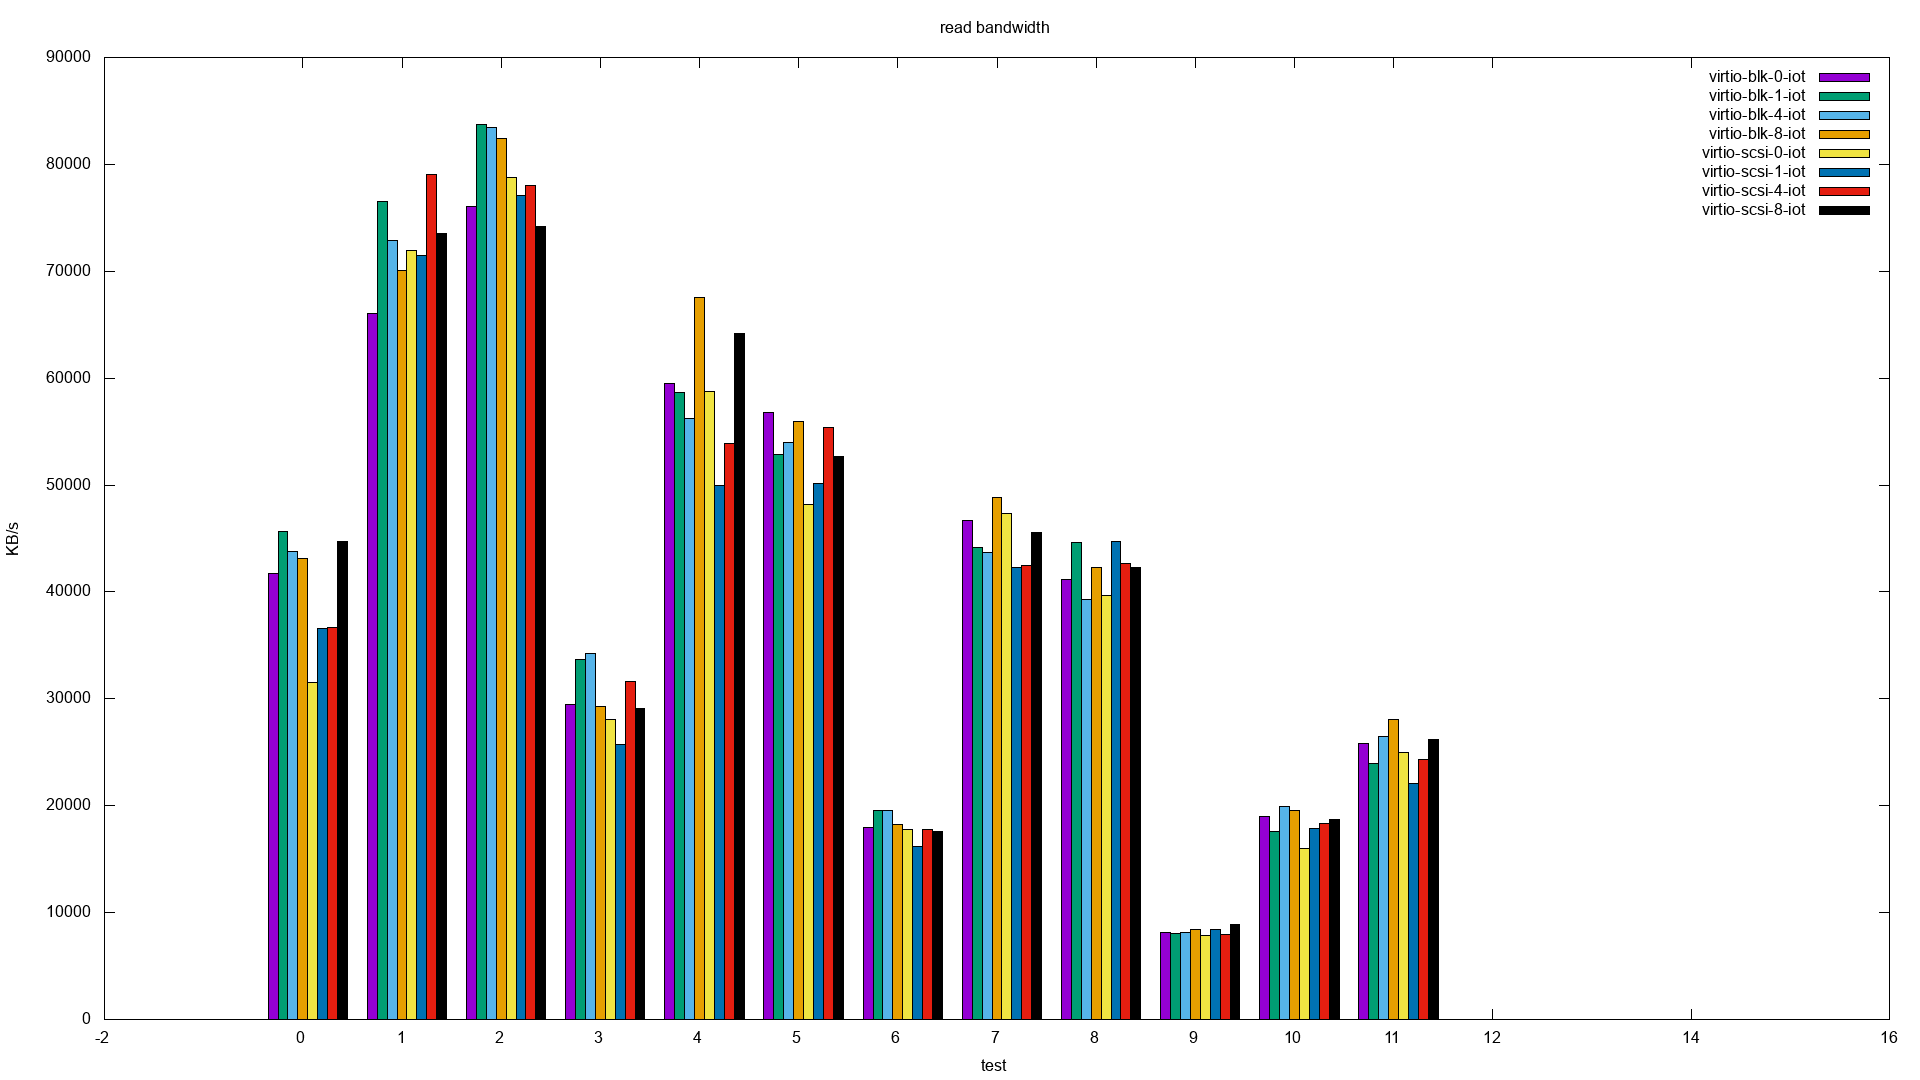 read bandwidth
90000
80000
70000
60000
50000
40000
30000
20000
10000
0
KB/s
virtio-blk-0-iot
virtio-blk-1-iot
virtio-blk-4-iot
virtio-blk-8-iot
virtio-scsi-0-iot
virtio-scsi-1-iot
virtio-scsi-4-iot
virtio-scsi-8-iot
-2 0 1 2 3 4 5 6 7 8 9 10 11 12 14 16
test